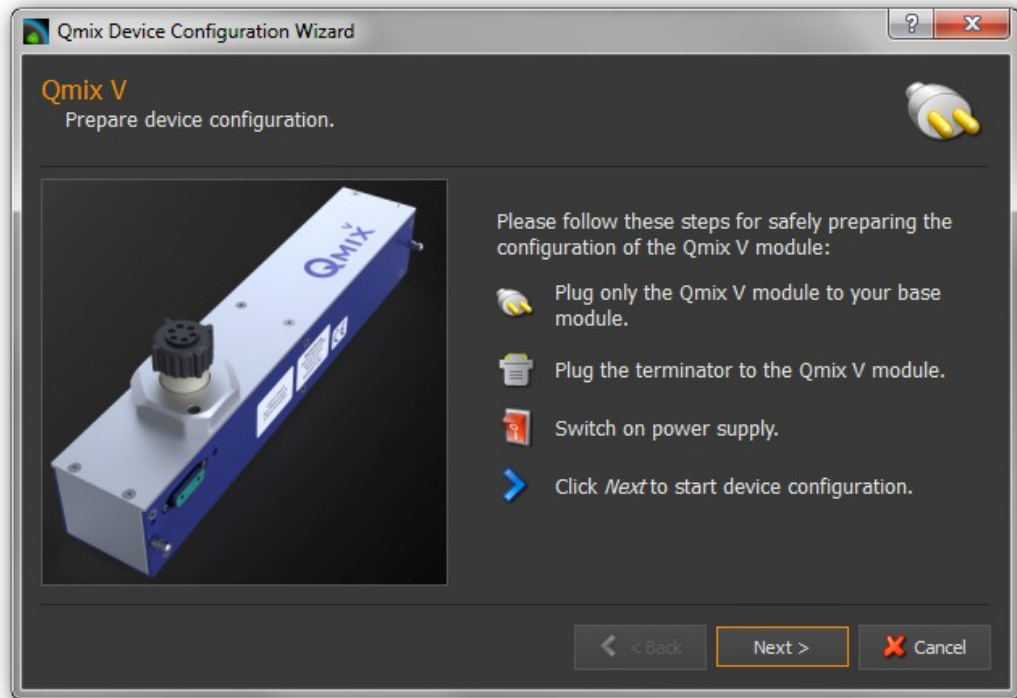 Qmix Device Configuration Wizard
?
Qmix V
Prepare device configuration.
QMIX V
CE
Please follow these steps for safely preparing the
configuration of the Qmix V module:
Plug only the Qmix V module to your base
module.
Plug the terminator to the Qmix V module.
Switch on power supply.
Click Next to start device configuration.
< Back
Next >
Cancel